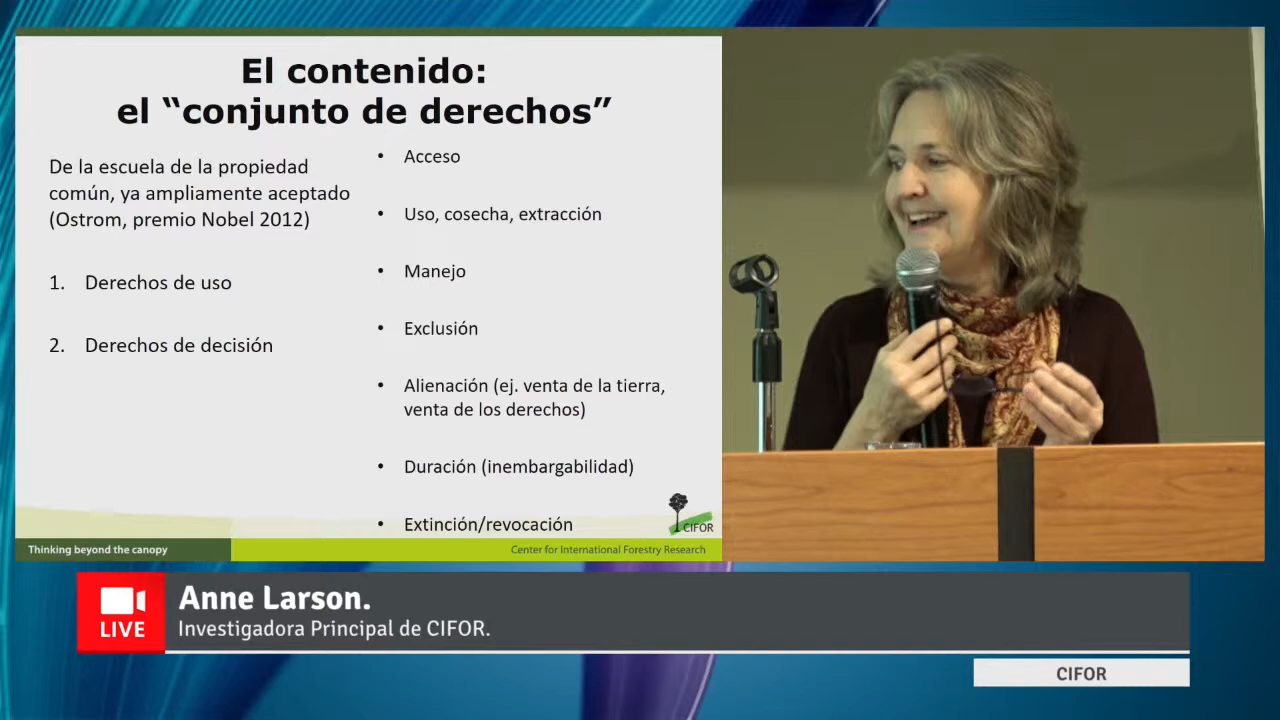 El contenido:
el “conjunto de derechos”
De la escuela de la propiedad
común, ya ampliamente aceptado
(Ostrom, premio Nobel 2012)
1. Derechos de uso
2. Derechos de decisión
• Acceso
• Uso, cosecha, extracción
• Manejo
• Exclusión
• Alienación (ej. venta de la tierra,
venta de los derechos)
• Duración (inembargabilidad)
• Extinción/revocación
CIFOR
Thinking beyond the canopy
Center for International Forestry Research
LIVE
Anne Larson.
Investigadora Principal de CIFOR.
CIFOR